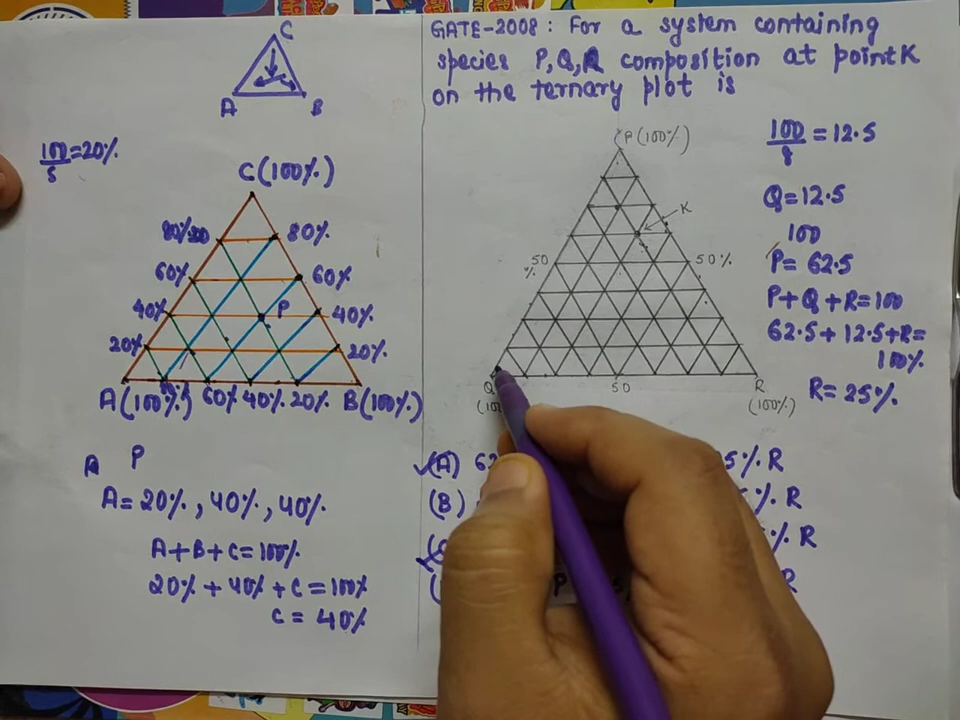 C
A B
100/5=20%
C (100%)
80% 80%
60% 60%
40% P 40%
20% 20%
A (100%) 60% 40% 20% B (100%)
A P
A = 20%, 40%, 40%
A+B+C=100%
20% + 40% + C = 100%
C = 40%
GATE-2008 : For a system containing
species P, Q, R composition at point K
on the ternary plot is
P (100%)
K
50 % 50%
Q 50 R
(100%)
100/8 = 12.5
Q = 12.5
100
P = 62.5
P+Q+R=100
62.5 + 12.5 + R =
100%
R = 25%
(A) 62 5% R
(B) % R
% R
P R